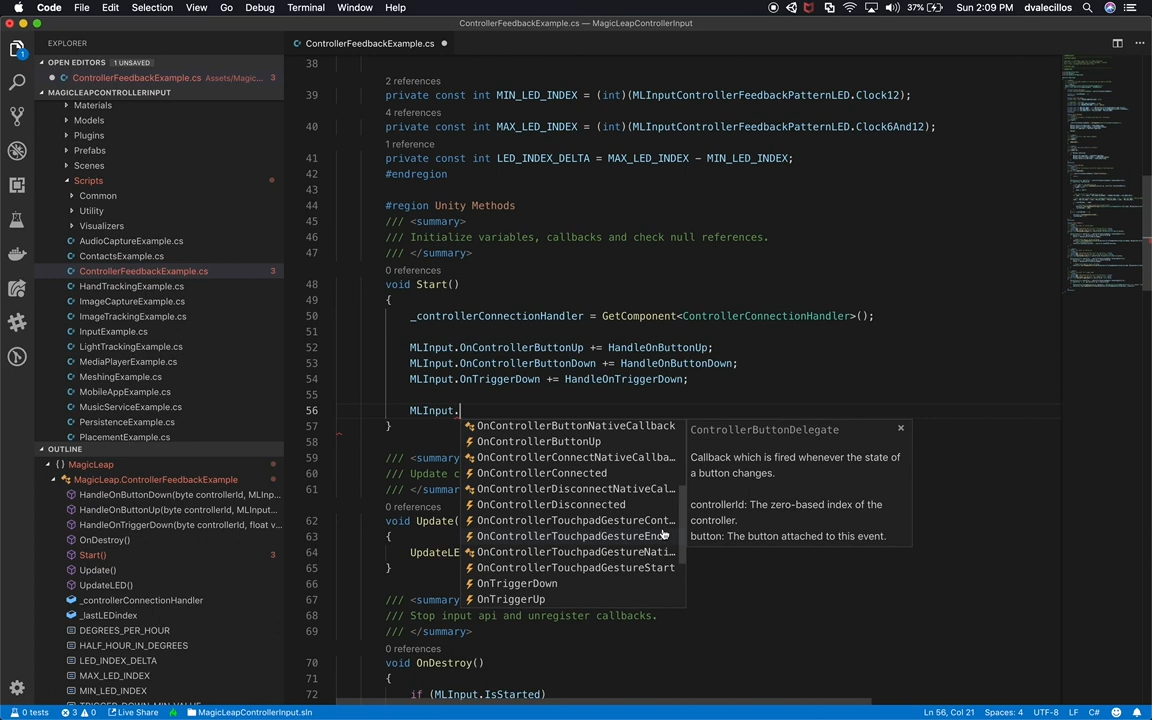 Code File Edit Selection View Go Debug Terminal Window Help 37% Sun 2:09 PM dvalecillos
ControllerFeedbackExample.cs — MagicLeapControllerInput
EXPLORER
OPEN EDITORS 1 UNSAVED
ControllerFeedbackExample.cs Assets/Magic... 3
MAGICLEAPCONTROLLERINPUT
Materials
Models
Plugins
Prefabs
Scenes
Scripts
Common
Utility
Visualizers
AudioCaptureExample.cs
ContactsExample.cs
ControllerFeedbackExample.cs 3
HandTrackingExample.cs
ImageCaptureExample.cs
ImageTrackingExample.cs
InputExample.cs
LightTrackingExample.cs
MediaPlayerExample.cs
MeshingExample.cs
MobileAppExample.cs
MusicServiceExample.cs
PersistenceExample.cs
PlacementExample.cs
OUTLINE
{ } MagicLeap
MagicLeap.ControllerFeedbackExample
HandleOnButtonDown(byte controllerId, MLInp...
HandleOnButtonUp(byte controllerId, MLInput...
HandleOnTriggerDown(byte controllerId, float v...
OnDestroy()
Start() 3
Update()
UpdateLED()
_controllerConnectionHandler
_lastLEDindex
DEGREES_PER_HOUR
HALF_HOUR_IN_DEGREES
LED_INDEX_DELTA
MAX_LED_INDEX
MIN_LED_INDEX
ControllerFeedbackExample.cs
38
2 references
39 private const int MIN_LED_INDEX = (int)(MLInputControllerFeedbackPatternLED.Clock12);
4 references
40 private const int MAX_LED_INDEX = (int)(MLInputControllerFeedbackPatternLED.Clock6And12);
1 reference
41 private const int LED_INDEX_DELTA = MAX_LED_INDEX - MIN_LED_INDEX;
42 #endregion
43
44 #region Unity Methods
45 /// <summary>
46 /// Initialize variables, callbacks and check null references.
47 /// </summary>
0 references
48 void Start()
49 {
50 _controllerConnectionHandler = GetComponent<ControllerConnectionHandler>();
51
52 MLInput.OnControllerButtonUp += HandleOnButtonUp;
53 MLInput.OnControllerButtonDown += HandleOnButtonDown;
54 MLInput.OnTriggerDown += HandleOnTriggerDown;
55
56 MLInput.
57 }
58
59 /// <summary
60 /// Update c
61 /// </summar
0 references
62 void Update(
63 {
64 UpdateLE
65 }
66
67 /// <summary
68 /// Stop input api and unregister callbacks.
69 /// </summary>
0 references
70 void OnDestroy()
71 {
72 if (MLInput.IsStarted)
OnControllerButtonNativeCallback
OnControllerButtonUp
OnControllerConnectNativeCallba...
OnControllerConnected
OnControllerDisconnectNativeCal...
OnControllerDisconnected
OnControllerTouchpadGestureCont...
OnControllerTouchpadGestureEnd
OnControllerTouchpadGestureNati...
OnControllerTouchpadGestureStart
OnTriggerDown
OnTriggerUp
ControllerButtonDelegate
Callback which is fired whenever the state of
a button changes.
controllerId: The zero-based index of the
controller.
button: The button attached to this event.
0 tests 3 0 Live Share MagicLeapControllerInput.sln Ln 56, Col 21 Spaces: 4 UTF-8 LF C# 1